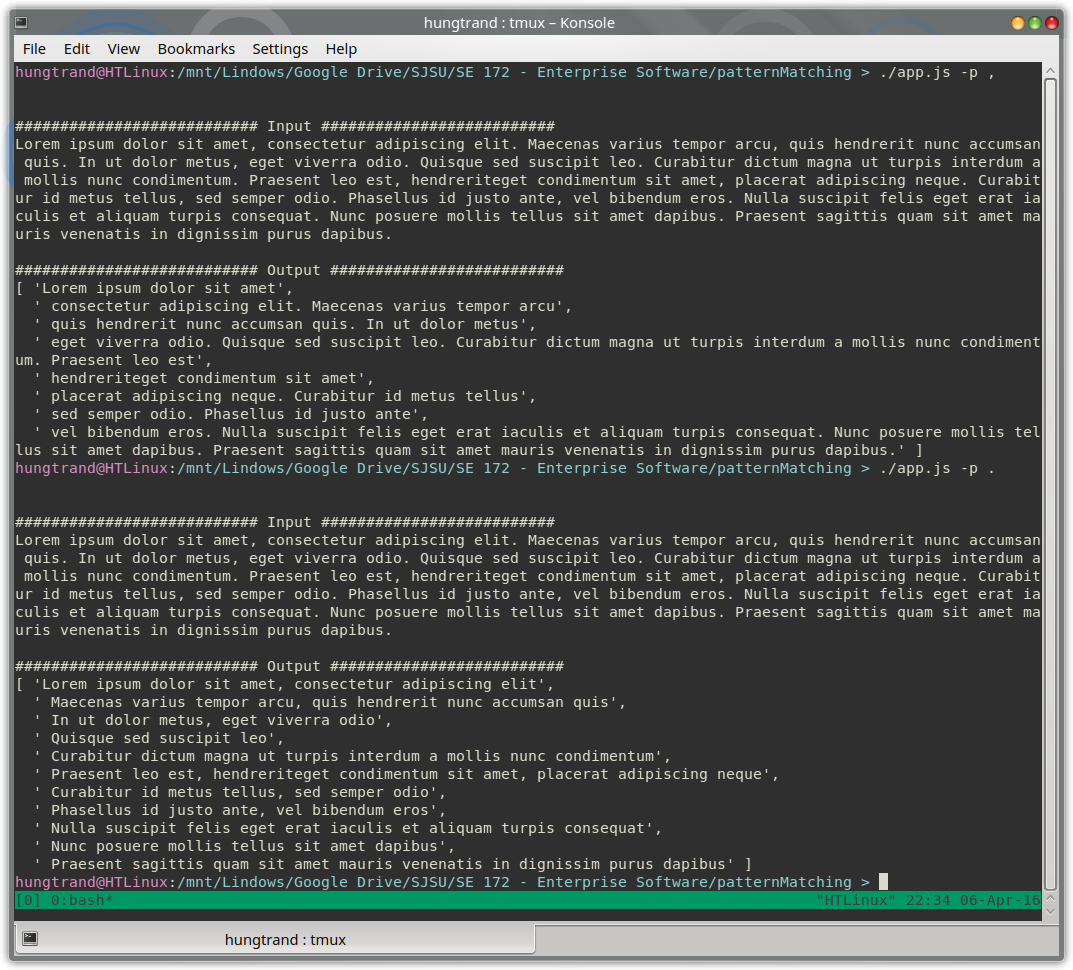 hungtrand : tmux – Konsole
File Edit View Bookmarks Settings Help
hungtrand@HTLinux:/mnt/Lindows/Google Drive/SJSU/SE 172 - Enterprise Software/patternMatching > ./app.js -p ,
########################### Input ##########################
Lorem ipsum dolor sit amet, consectetur adipiscing elit. Maecenas varius tempor arcu, quis hendrerit nunc accumsan
 quis. In ut dolor metus, eget viverra odio. Quisque sed suscipit leo. Curabitur dictum magna ut turpis interdum a
 mollis nunc condimentum. Praesent leo est, hendreriteget condimentum sit amet, placerat adipiscing neque. Curabit
ur id metus tellus, sed semper odio. Phasellus id justo ante, vel bibendum eros. Nulla suscipit felis eget erat ia
culis et aliquam turpis consequat. Nunc posuere mollis tellus sit amet dapibus. Praesent sagittis quam sit amet ma
uris venenatis in dignissim purus dapibus.
########################### Output ##########################
[ 'Lorem ipsum dolor sit amet',
  ' consectetur adipiscing elit. Maecenas varius tempor arcu',
  ' quis hendrerit nunc accumsan quis. In ut dolor metus',
  ' eget viverra odio. Quisque sed suscipit leo. Curabitur dictum magna ut turpis interdum a mollis nunc condiment
um. Praesent leo est',
  ' hendreriteget condimentum sit amet',
  ' placerat adipiscing neque. Curabitur id metus tellus',
  ' sed semper odio. Phasellus id justo ante',
  ' vel bibendum eros. Nulla suscipit felis eget erat iaculis et aliquam turpis consequat. Nunc posuere mollis tel
lus sit amet dapibus. Praesent sagittis quam sit amet mauris venenatis in dignissim purus dapibus.' ]
hungtrand@HTLinux:/mnt/Lindows/Google Drive/SJSU/SE 172 - Enterprise Software/patternMatching > ./app.js -p .
########################### Input ##########################
Lorem ipsum dolor sit amet, consectetur adipiscing elit. Maecenas varius tempor arcu, quis hendrerit nunc accumsan
 quis. In ut dolor metus, eget viverra odio. Quisque sed suscipit leo. Curabitur dictum magna ut turpis interdum a
 mollis nunc condimentum. Praesent leo est, hendreriteget condimentum sit amet, placerat adipiscing neque. Curabit
ur id metus tellus, sed semper odio. Phasellus id justo ante, vel bibendum eros. Nulla suscipit felis eget erat ia
culis et aliquam turpis consequat. Nunc posuere mollis tellus sit amet dapibus. Praesent sagittis quam sit amet ma
uris venenatis in dignissim purus dapibus.
########################### Output ##########################
[ 'Lorem ipsum dolor sit amet, consectetur adipiscing elit',
  ' Maecenas varius tempor arcu, quis hendrerit nunc accumsan quis',
  ' In ut dolor metus, eget viverra odio',
  ' Quisque sed suscipit leo',
  ' Curabitur dictum magna ut turpis interdum a mollis nunc condimentum',
  ' Praesent leo est, hendreriteget condimentum sit amet, placerat adipiscing neque',
  ' Curabitur id metus tellus, sed semper odio',
  ' Phasellus id justo ante, vel bibendum eros',
  ' Nulla suscipit felis eget erat iaculis et aliquam turpis consequat',
  ' Nunc posuere mollis tellus sit amet dapibus',
  ' Praesent sagittis quam sit amet mauris venenatis in dignissim purus dapibus' ]
hungtrand@HTLinux:/mnt/Lindows/Google Drive/SJSU/SE 172 - Enterprise Software/patternMatching >
[0] 0:bash* "HTLinux" 22:34 06-Apr-16
hungtrand : tmux